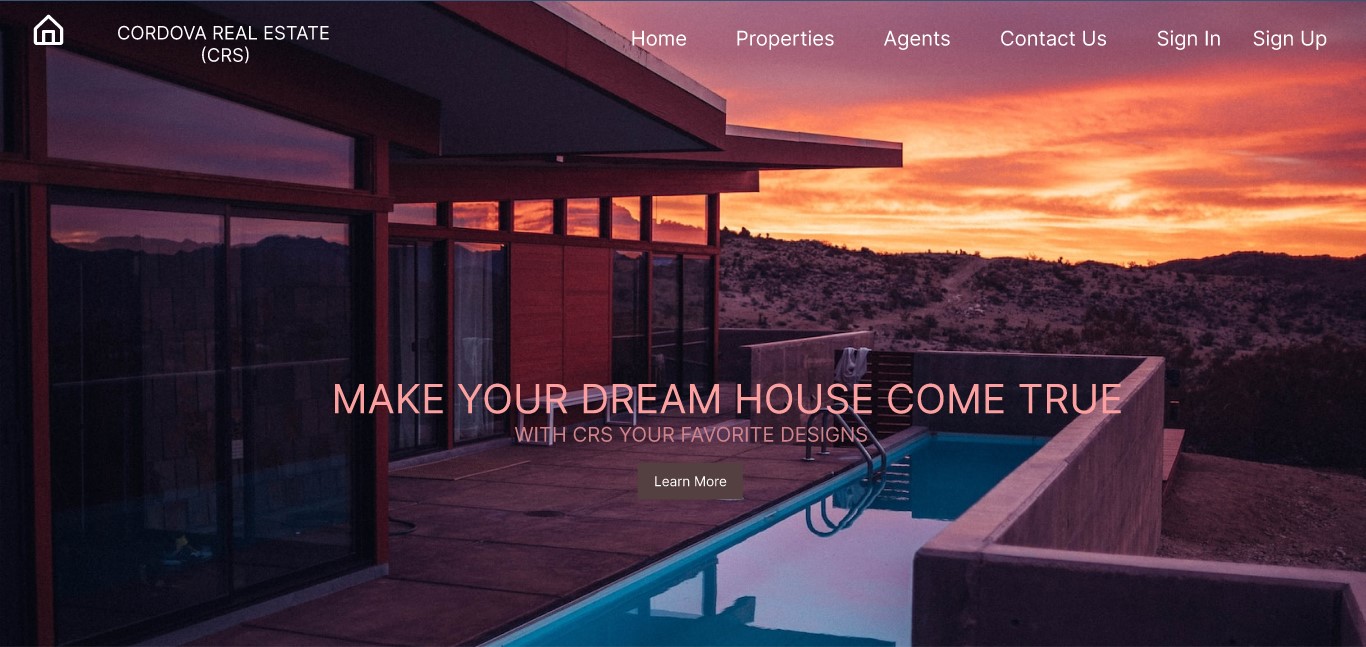 CORDOVA REAL ESTATE
(CRS)
Home Properties Agents Contact Us Sign In Sign Up
MAKE YOUR DREAM HOUSE COME TRUE
WITH CRS YOUR FAVORITE DESIGNS
Learn More